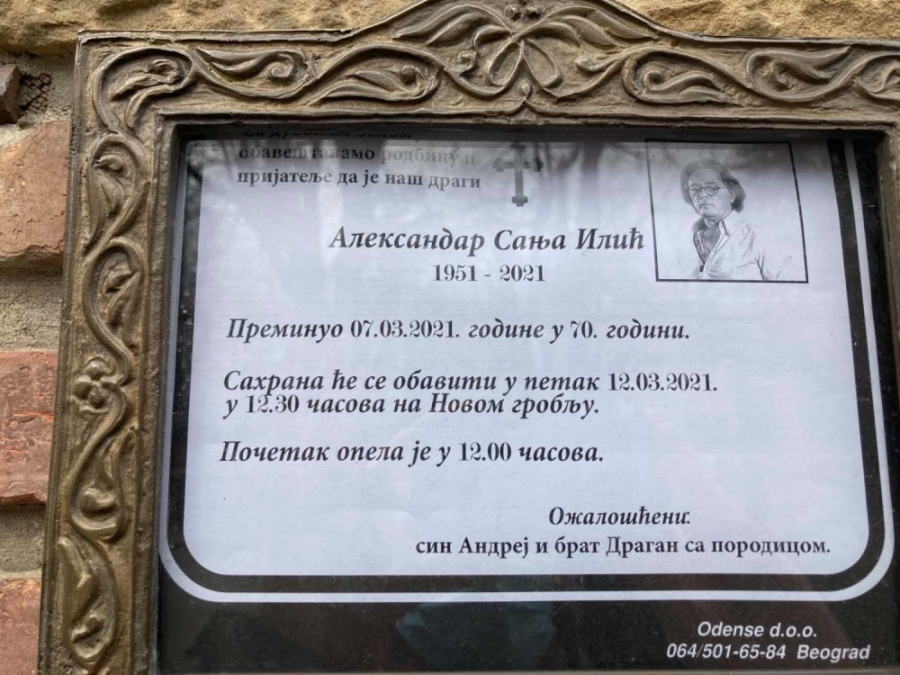 обавештавамо родбину и
пријатеље да је наш драги
Александар Сања Илић
1951 - 2021
Преминуо 07.03.2021. године у 70. години.
Сахрана ће се обавити у петак 12.03.2021.
у 12.30 часова на Новом гробљу.
Почетак опела је у 12.00 часова.
Ожалошћени:
син Андреј и брат Драган са породицом.
Odense d.o.o.
064/501-65-84 Beograd